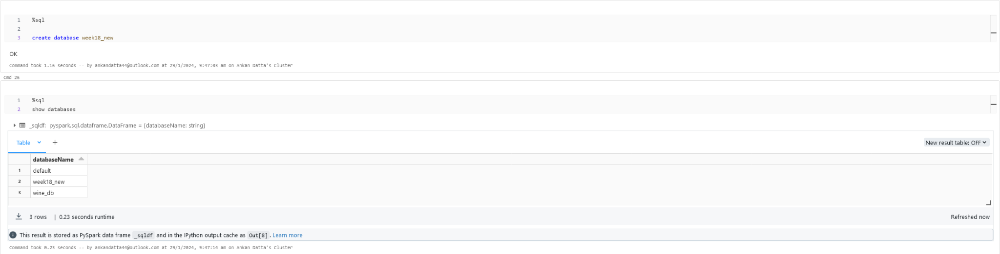 1 %sql
2
3 create database week18_new
OK
Command took 1.16 seconds -- by ankandatta44@outlook.com at 29/1/2024, 9:47:03 am on Ankan Datta's Cluster
Cmd 26
1 %sql
2 show databases
_sqldf: pyspark.sql.dataframe.DataFrame = [databaseName: string]
Table + New result table: OFF
databaseName
1 default
2 week18_new
3 wine_db
3 rows | 0.23 seconds runtime Refreshed now
This result is stored as PySpark data frame _sqldf and in the IPython output cache as Out[8]. Learn more
Command took 0.23 seconds -- by ankandatta44@outlook.com at 29/1/2024, 9:47:14 am on Ankan Datta's Cluster